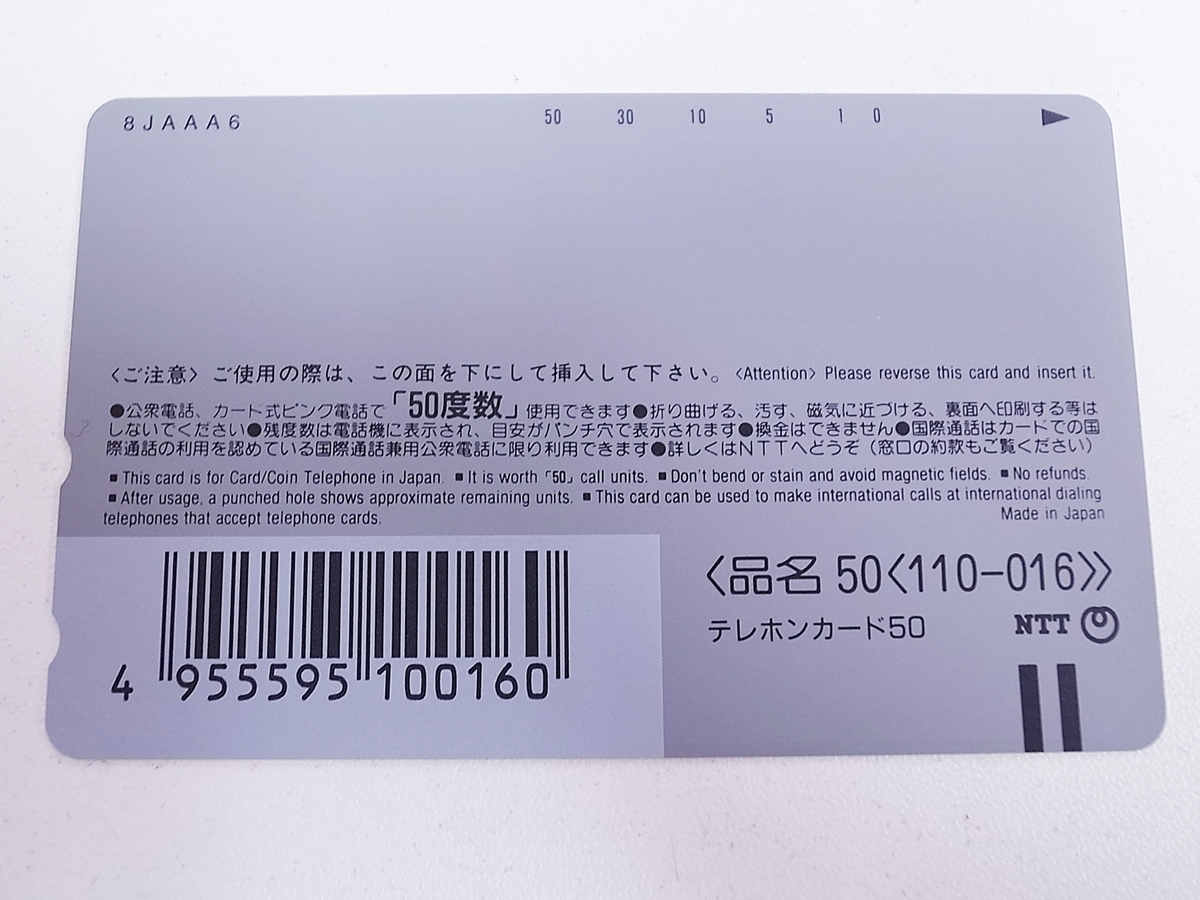 8JAAA6 50 30 10 5 1 0
〈ご注意〉 ご使用の際は、この面を下にして挿入して下さい。 〈Attention〉 Please reverse this card and insert it.
●公衆電話、カード式ピンク電話で「50度数」使用できます●折り曲げる、汚す、磁気に近づける、裏面へ印刷する等は
しないでください●残度数は電話機に表示され、目安がパンチ穴で表示されます●換金はできません●国際通話はカードでの国
際通話の利用を認めている国際通話兼用公衆電話に限り利用できます●詳しくはNTTへどうぞ（窓口の約款もご覧ください）
■ This card is for Card/Coin Telephone in Japan. ■ It is worth「50」call units. ■ Don't bend or stain and avoid magnetic fields. ■ No refunds.
■ After usage, a punched hole shows approximate remaining units. ■ This card can be used to make international calls at international dialing
telephones that accept telephone cards. Made in Japan
〈品名 50〈110-016〉〉
テレホンカード50 NTT
4 955595 100160